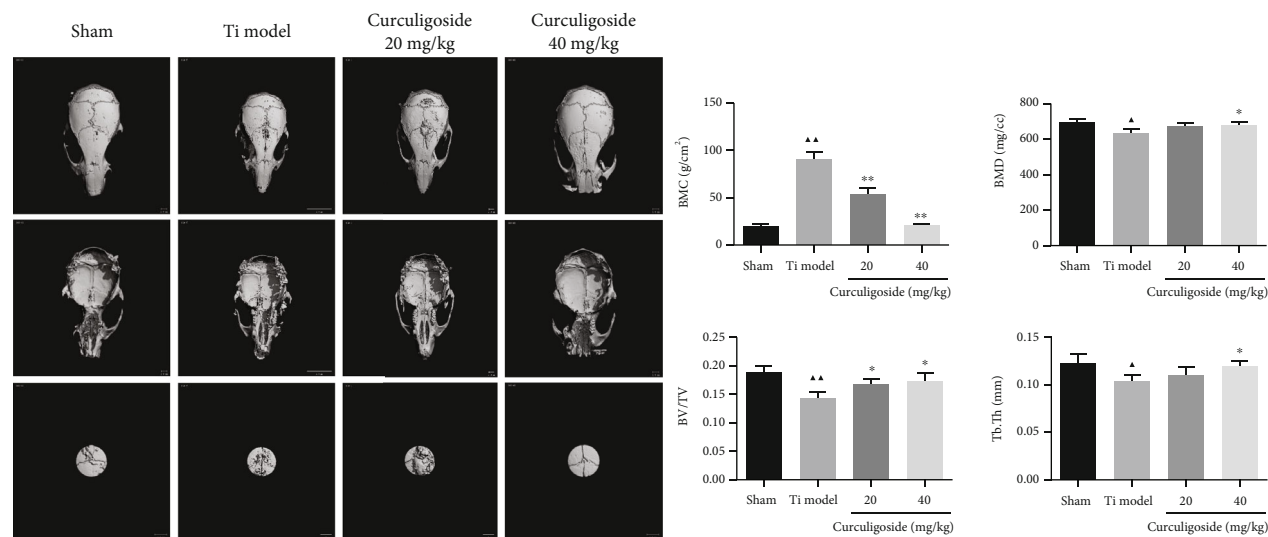 Sham
Ti model
Curculigoside
20 mg/kg
Curculigoside
40 mg/kg
BMC (g/cm²)
150
100
50
0
▲▲
**
**
Sham
Ti model
20
40
Curculigoside (mg/kg)
BMD (mg/cc)
800
600
400
200
0
▲
*
Sham
Ti model
20
40
Curculigoside (mg/kg)
BV/TV
0.25
0.20
0.15
0.15
0.05
0.00
▲▲
*
*
Sham
Ti model
20
40
Curculigoside (mg/kg)
Tb.Th (mm)
0.15
0.10
0.05
0.00
▲
*
Sham
Ti model
20
40
Curculigoside (mg/kg)